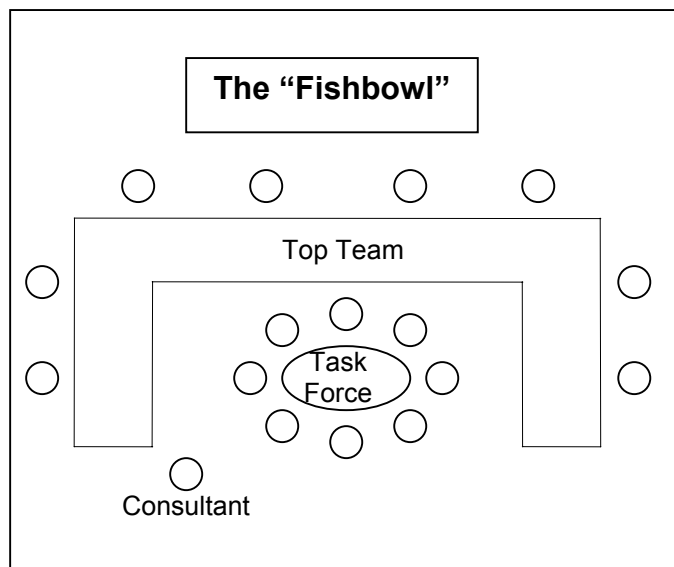 The “Fishbowl”
Top Team
Task
Force
Consultant